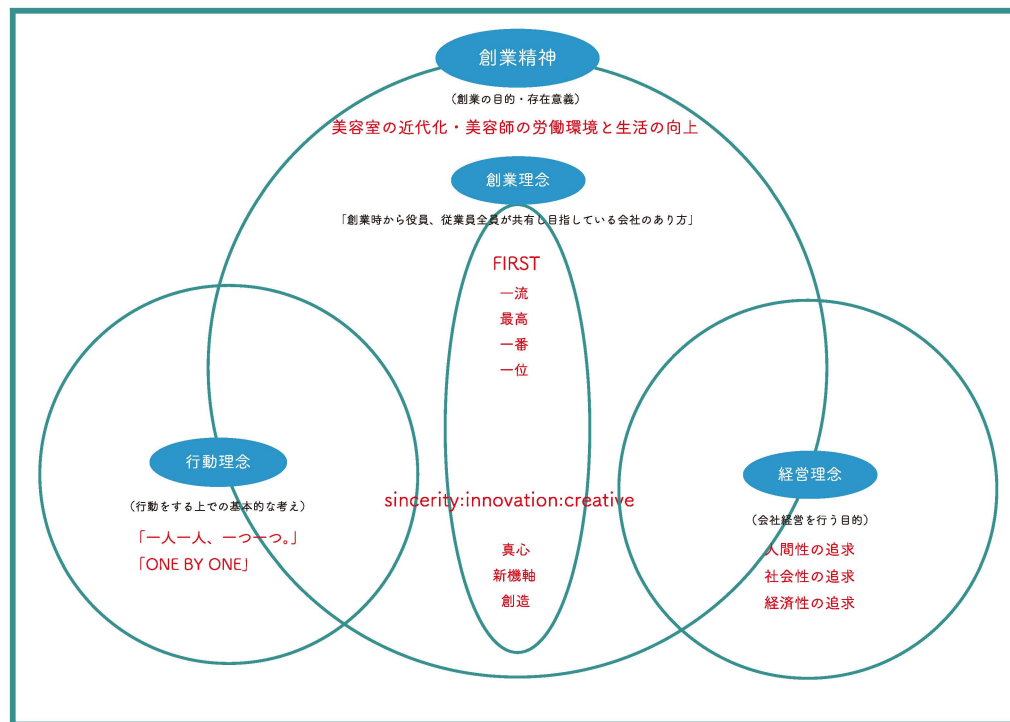 創業精神
(創業の目的・存在意義)
美容室の近代化・美容師の労働環境と生活の向上
創業理念
「創業時から役員、従業員全員が共有し目指している会社のあり方」
FIRST
一流
最高
一番
一位
sincerity:innovation:creative
真心
新機軸
創造
行動理念
(行動をする上での基本的な考え)
「一人一人、一つ一つ。」
「ONE BY ONE」
経営理念
(会社経営を行う目的)
人間性の追求
社会性の追求
経済性の追求